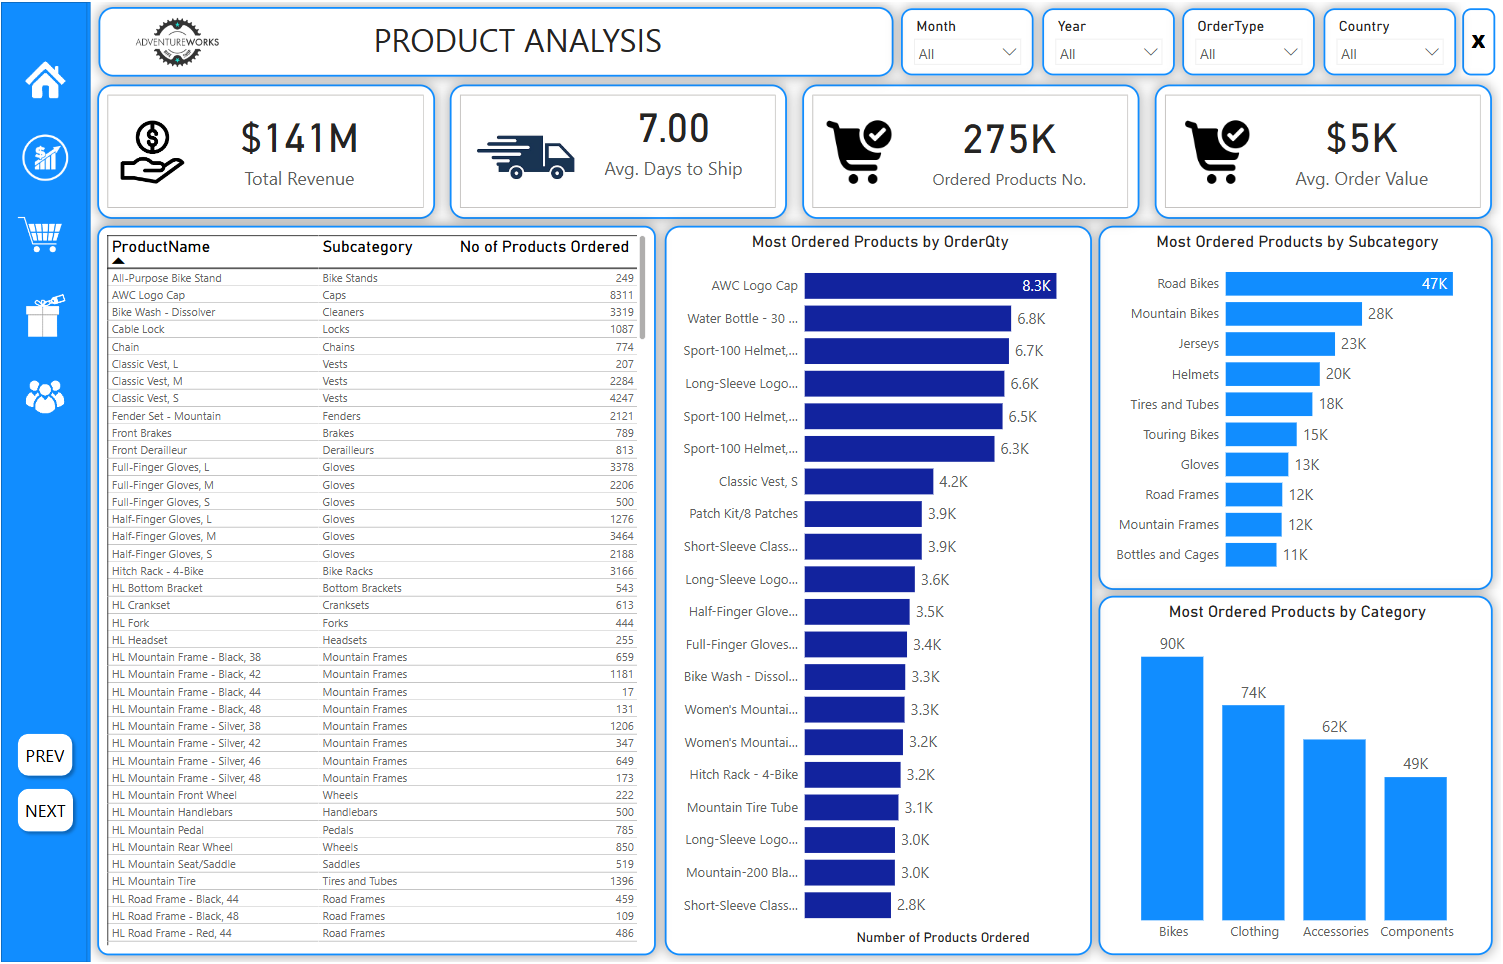 ADVENTUREWORKS
PRODUCT ANALYSIS
Month
All
Year
All
OrderType
All
Country
All
X
$141M
Total Revenue
7.00
Avg. Days to Ship
275K
Ordered Products No.
$5K
Avg. Order Value
PREV
NEXT
ProductName Subcategory No of Products Ordered
All-Purpose Bike Stand Bike Stands 249
AWC Logo Cap Caps 8311
Bike Wash - Dissolver Cleaners 3319
Cable Lock Locks 1087
Chain Chains 774
Classic Vest, L Vests 207
Classic Vest, M Vests 2284
Classic Vest, S Vests 4247
Fender Set - Mountain Fenders 2121
Front Brakes Brakes 789
Front Derailleur Derailleurs 813
Full-Finger Gloves, L Gloves 3378
Full-Finger Gloves, M Gloves 2206
Full-Finger Gloves, S Gloves 500
Half-Finger Gloves, L Gloves 1276
Half-Finger Gloves, M Gloves 3464
Half-Finger Gloves, S Gloves 2188
Hitch Rack - 4-Bike Bike Racks 3166
HL Bottom Bracket Bottom Brackets 543
HL Crankset Cranksets 613
HL Fork Forks 444
HL Headset Headsets 255
HL Mountain Frame - Black, 38 Mountain Frames 659
HL Mountain Frame - Black, 42 Mountain Frames 1181
HL Mountain Frame - Black, 44 Mountain Frames 17
HL Mountain Frame - Black, 48 Mountain Frames 131
HL Mountain Frame - Silver, 38 Mountain Frames 1206
HL Mountain Frame - Silver, 42 Mountain Frames 347
HL Mountain Frame - Silver, 46 Mountain Frames 649
HL Mountain Frame - Silver, 48 Mountain Frames 173
HL Mountain Front Wheel Wheels 222
HL Mountain Handlebars Handlebars 500
HL Mountain Pedal Pedals 785
HL Mountain Rear Wheel Wheels 850
HL Mountain Seat/Saddle Saddles 519
HL Mountain Tire Tires and Tubes 1396
HL Road Frame - Black, 44 Road Frames 459
HL Road Frame - Black, 48 Road Frames 109
HL Road Frame - Red, 44 Road Frames 486
Most Ordered Products by OrderQty
AWC Logo Cap 8.3K
Water Bottle - 30 ... 6.8K
Sport-100 Helmet,... 6.7K
Long-Sleeve Logo... 6.6K
Sport-100 Helmet,... 6.5K
Sport-100 Helmet,... 6.3K
Classic Vest, S 4.2K
Patch Kit/8 Patches 3.9K
Short-Sleeve Class... 3.9K
Long-Sleeve Logo... 3.6K
Half-Finger Glove... 3.5K
Full-Finger Gloves... 3.4K
Bike Wash - Dissol... 3.3K
Women's Mountai... 3.3K
Women's Mountai... 3.2K
Hitch Rack - 4-Bike 3.2K
Mountain Tire Tube 3.1K
Long-Sleeve Logo... 3.0K
Mountain-200 Bla... 3.0K
Short-Sleeve Class... 2.8K
Number of Products Ordered
Most Ordered Products by Subcategory
Road Bikes 47K
Mountain Bikes 28K
Jerseys 23K
Helmets 20K
Tires and Tubes 18K
Touring Bikes 15K
Gloves 13K
Road Frames 12K
Mountain Frames 12K
Bottles and Cages 11K
Most Ordered Products by Category
90K
74K
62K
49K
Bikes Clothing Accessories Components